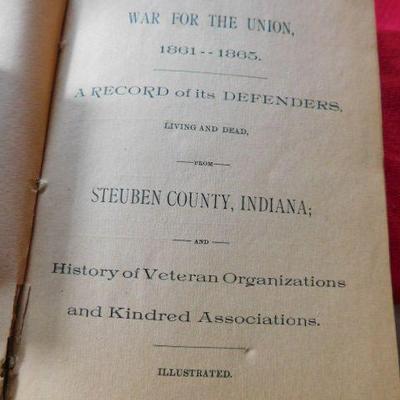 WAR FOR THE UNION,
1861--1865.
A RECORD of its DEFENDERS,
LIVING AND DEAD,
FROM
STEUBEN COUNTY, INDIANA;
AND
History of Veteran Organizations
and Kindred Associations.
ILLUSTRATED.